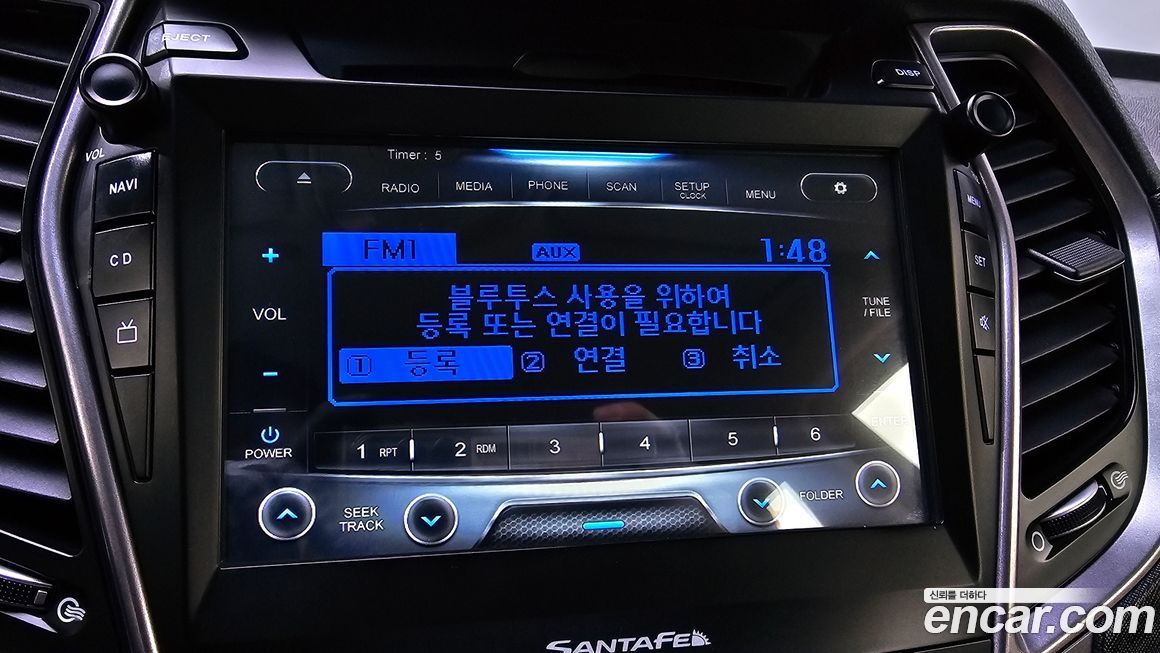 EJECT
DISP
VOL
NAVI
CD
Timer : 5
RADIO
MEDIA
PHONE
SCAN
SETUP
CLOCK
MENU
MENU
SET
FM1
AUX
1:48
블루투스 사용을 위하여
등록 또는 연결이 필요합니다
① 등록 ② 연결 ③ 취소
+
VOL
-
POWER
TUNE
/ FILE
ENTER
1 RPT
2 RDM
3
4
5
6
SEEK
TRACK
FOLDER
SANTAFE
신뢰를 더하다
encar.com